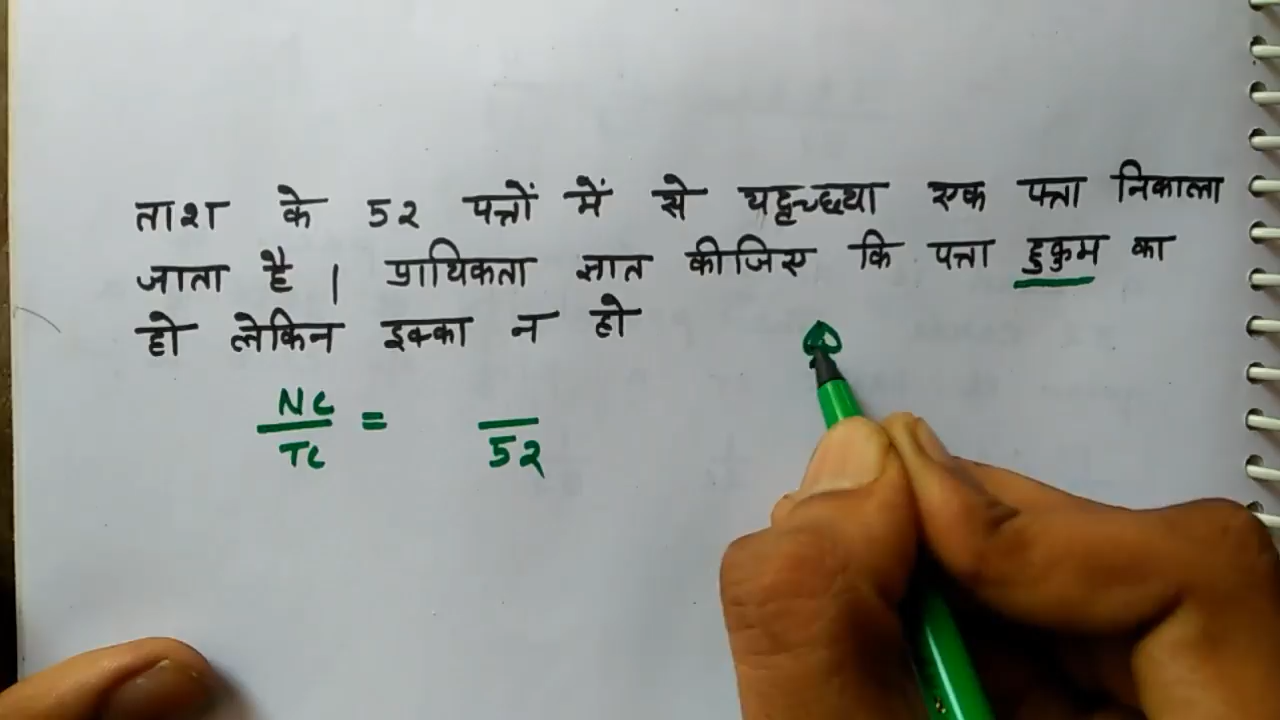 ताश के 52 पत्तों में से यदृच्छया एक पत्ता निकाला
जाता है । प्रायिकता ज्ञात कीजिए कि पत्ता हुकुम का
हो लेकिन इक्का न हो
NC
TC
=
52